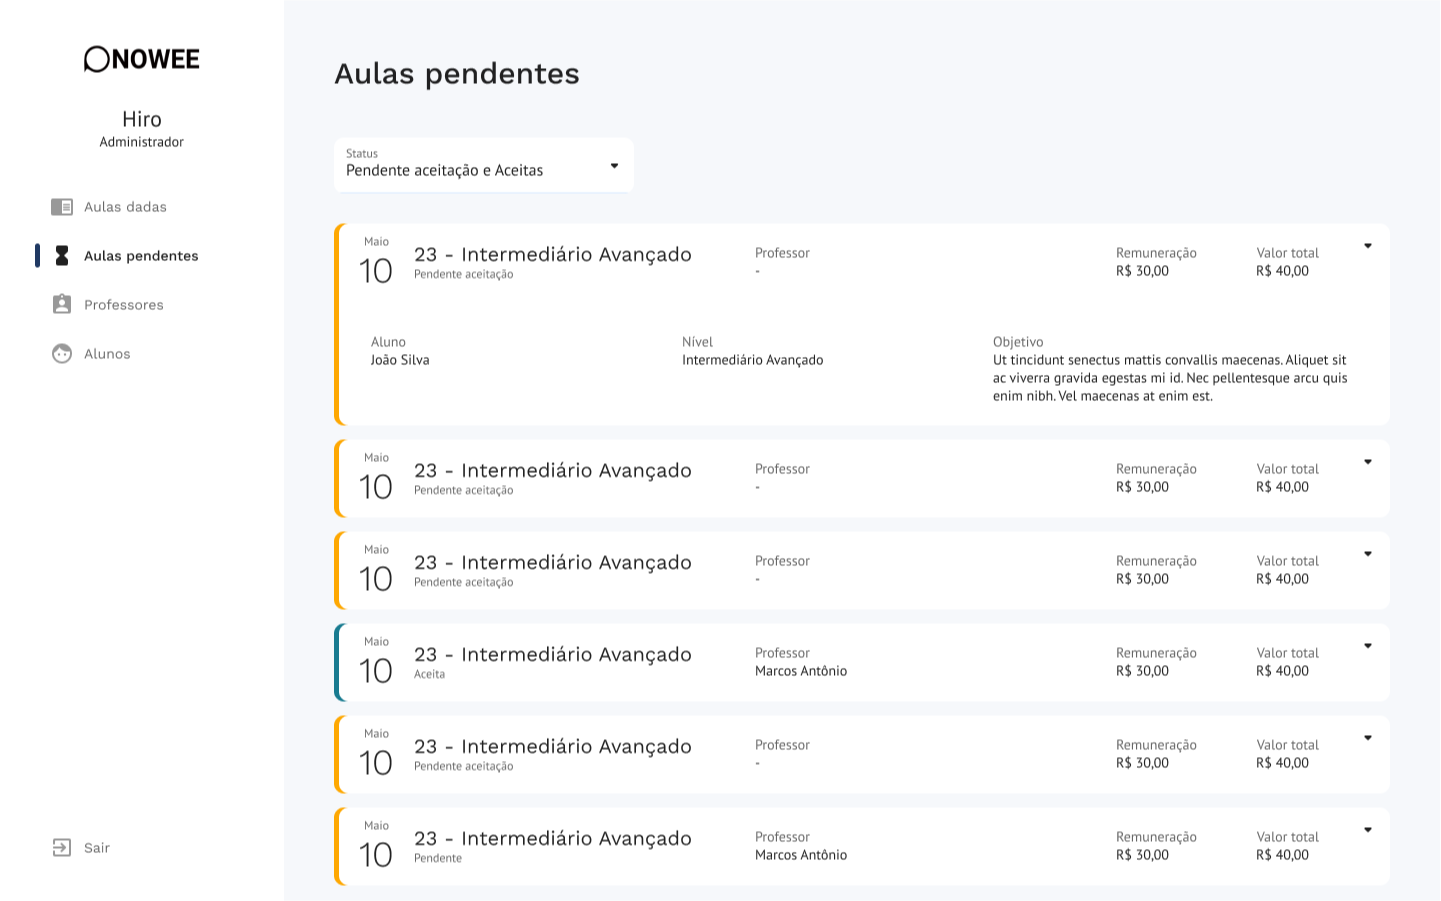 NOWEE
Hiro
Administrador
Aulas dadas
Aulas pendentes
Professores
Alunos
Sair
Aulas pendentes
Status
Pendente aceitação e Aceitas
Maio
10
23 - Intermediário Avançado
Pendente aceitação
Professor
-
Remuneração
R$ 30,00
Valor total
R$ 40,00
Aluno
João Silva
Nível
Intermediário Avançado
Objetivo
Ut tincidunt senectus mattis convallis maecenas. Aliquet sit
ac viverra gravida egestas mi id. Nec pellentesque arcu quis
enim nibh. Vel maecenas at enim est.
Maio
10
23 - Intermediário Avançado
Pendente aceitação
Professor
-
Remuneração
R$ 30,00
Valor total
R$ 40,00
Maio
10
23 - Intermediário Avançado
Pendente aceitação
Professor
-
Remuneração
R$ 30,00
Valor total
R$ 40,00
Maio
10
23 - Intermediário Avançado
Aceita
Professor
Marcos Antônio
Remuneração
R$ 30,00
Valor total
R$ 40,00
Maio
10
23 - Intermediário Avançado
Pendente aceitação
Professor
-
Remuneração
R$ 30,00
Valor total
R$ 40,00
Maio
10
23 - Intermediário Avançado
Pendente
Professor
Marcos Antônio
Remuneração
R$ 30,00
Valor total
R$ 40,00